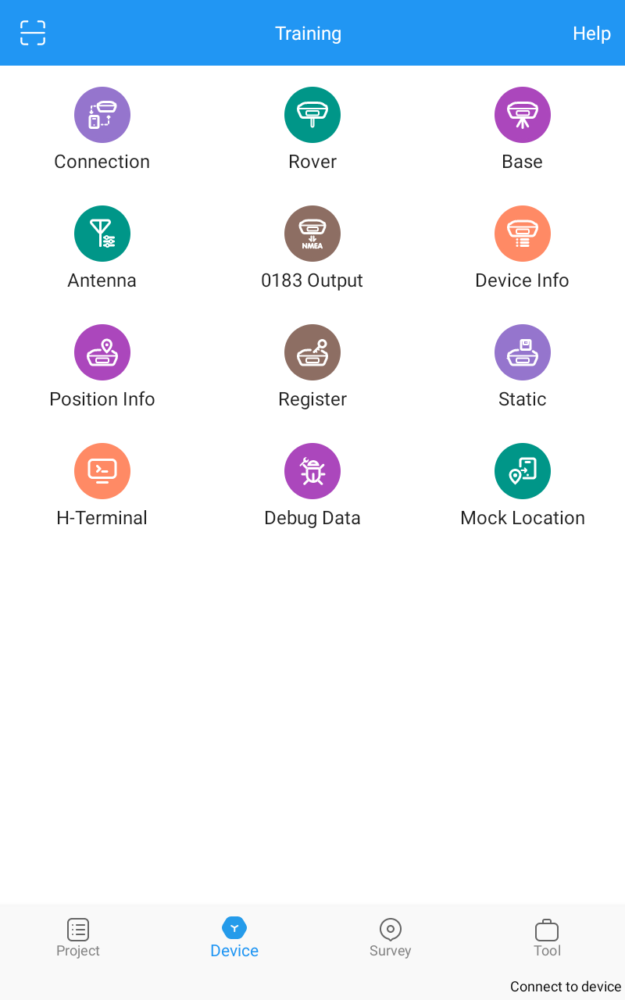 Training
Help
Connection
Rover
Base
NMEA
Antenna
0183 Output
Device Info
Position Info
Register
Static
H-Terminal
Debug Data
Mock Location
Project
Device
Survey
Tool
Connect to device